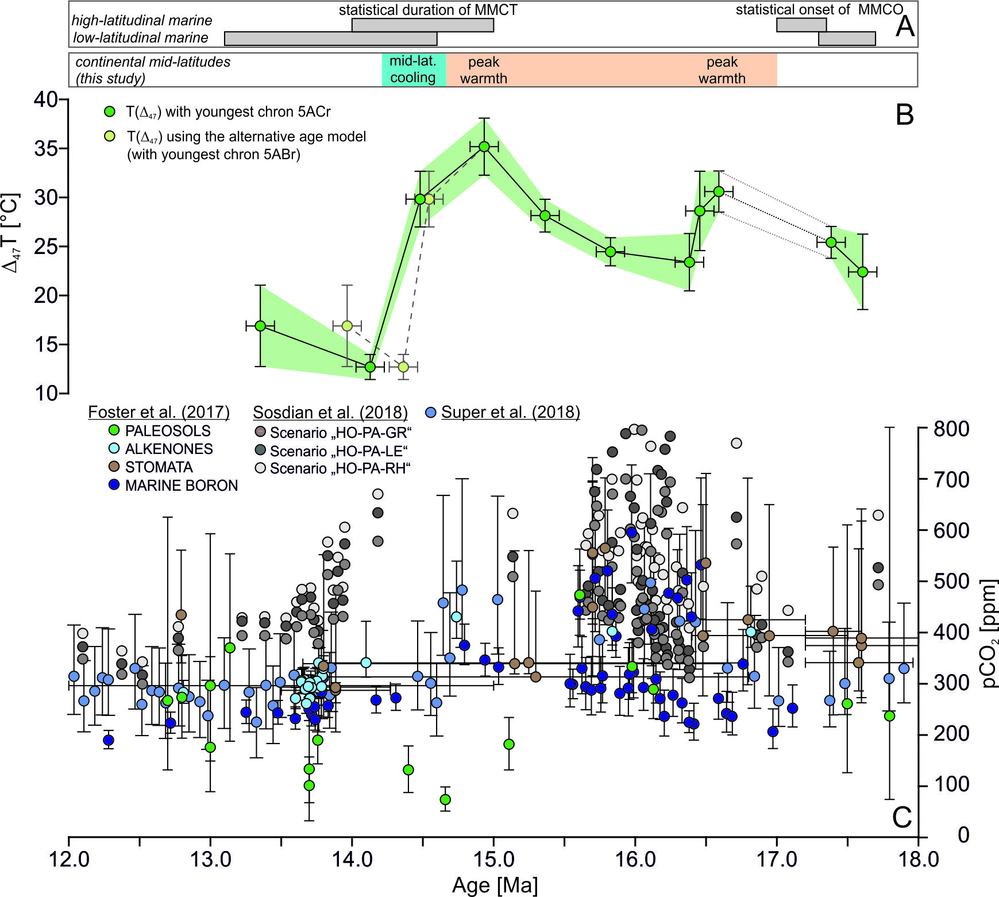 statistical duration of MMCT
statistical onset of MMCO
high-latitudinal marine
low-latitudinal marine
A
continental mid-latitudes
(this study)
mid-lat.
cooling
peak
warmth
peak
warmth
B
T(Δ47) with youngest chron 5ACr
T(Δ47) using the alternative age model
(with youngest chron 5ABr)
Δ47T [°C]
40
35
30
25
20
15
10
Foster et al. (2017)
PALEOSOLS
ALKENONES
STOMATA
MARINE BORON
Sosdian et al. (2018)
Scenario „HO-PA-GR“
Scenario „HO-PA-LE“
Scenario „HO-PA-RH“
Super et al. (2018)
800
700
600
500
400
300
200
100
0
pCO2 [ppm]
C
12.0
13.0
14.0
15.0
16.0
17.0
18.0
Age [Ma]